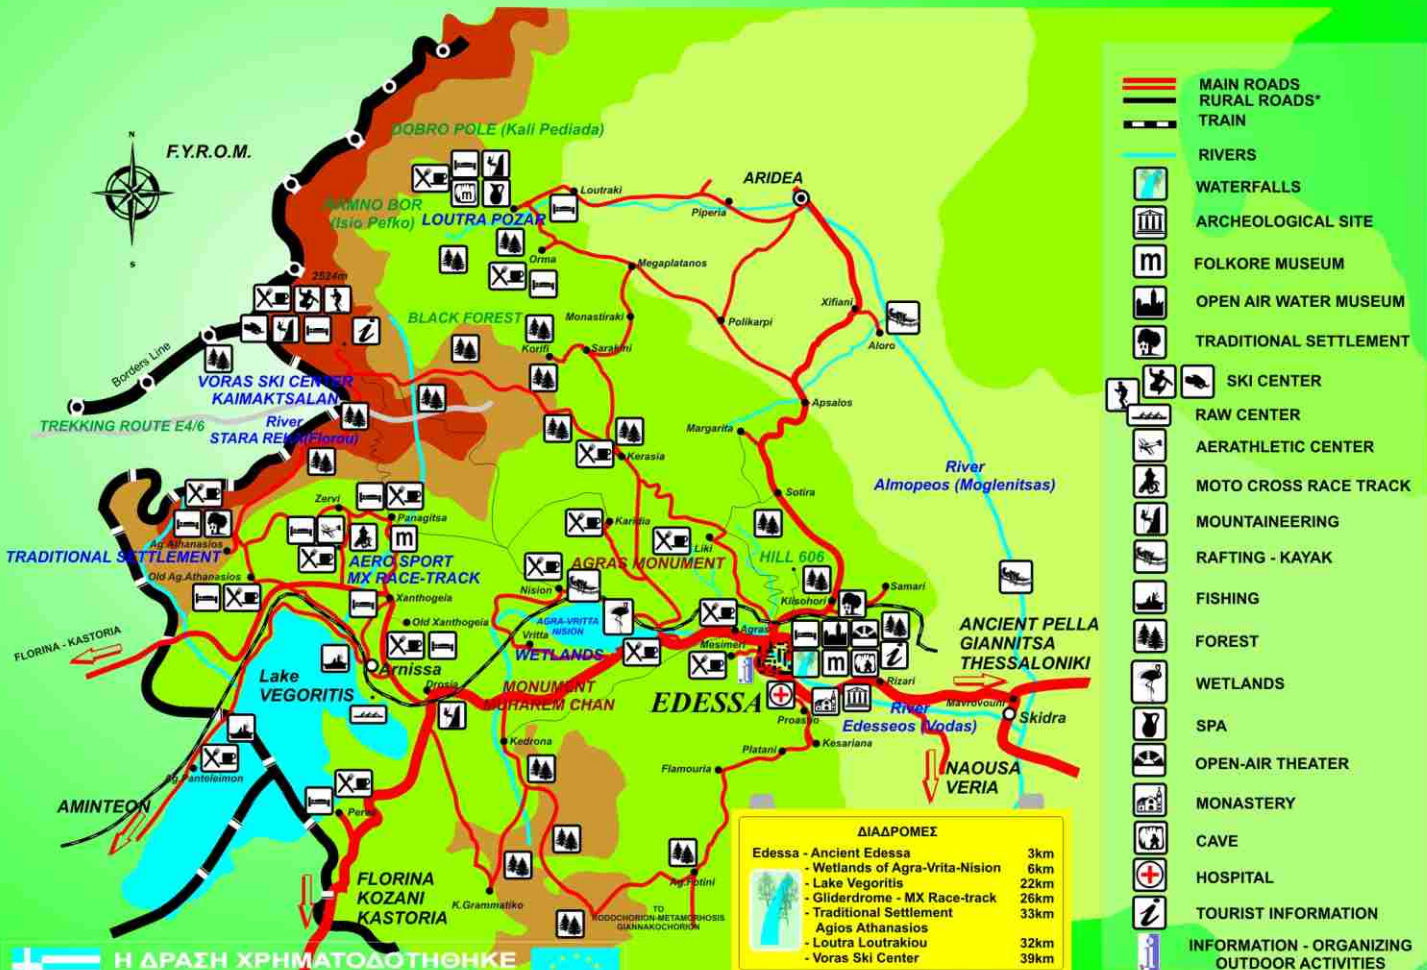 N
S
F.Y.R.O.M.
DOBRO POLE (Kali Pediada)
(Isio Pefko)
LOUTRA POZAR
Loutraki
Piperia
ARIDEA
Orma
Megaplatanos
2524m
BLACK FOREST
Monastiraki
Korifi
Sarakini
Polikarpi
Xifiani
Aloro
Borders Line
VORAS SKI CENTER
KAIMAKTSALAN
TREKKING ROUTE E4/6
River
STARA REKA(Florou)
Apsalos
Margarita
Kerasia
River
Almopeos (Moglenitsas)
Sotira
Zervi
Panagitsa
Karidia
Ag.Athanasios
TRADITIONAL SETTLEMENT
Old Ag.Athanasios
AERO SPORT
MX RACE-TRACK
Liki
AGRAS MONUMENT
HILL 606
Nision
Samari
Klisohori
Xanthogeia
Old Xanthogeia
AGRA-VRITTA
NISION
Vritta
WETLANDS
Agras
Mesimeri
FLORINA - KASTORIA
Lake
VEGORITIS
Arnissa
Drosia
MONUMENT
MUHAREM CHAN
EDESSA
Rizari
ANCIENT PELLA
GIANNITSA
THESSALONIKI
Mavrovouni
Skidra
River
Edesseos (Vodas)
Proastio
Kesariana
Platani
Flamouria
Kedrona
NAOUSA
VERIA
Ag.Panteleimon
AMINTEON
Perea
FLORINA
KOZANI
KASTORIA
K.Grammatiko
Ag.Fotini
TO
RODOCHORION-METAMORPHOSIS
GIANNAKOCHORION
ΔΙΑΔΡΟΜΕΣ
Edessa - Ancient Edessa 3km
- Wetlands of Agra-Vrita-Nision 6km
- Lake Vegoritis 22km
- Gliderdrome - MX Race-track 26km
- Traditional Settlement 33km
Agios Athanasios
- Loutra Loutrakiou 32km
- Voras Ski Center 39km
Η ΔΡΑΣΗ ΧΡΗΜΑΤΟΔΟΤΗΘΗΚΕ
MAIN ROADS
RURAL ROADS*
TRAIN
RIVERS
WATERFALLS
ARCHEOLOGICAL SITE
m FOLKORE MUSEUM
OPEN AIR WATER MUSEUM
TRADITIONAL SETTLEMENT
SKI CENTER
RAW CENTER
AERATHLETIC CENTER
MOTO CROSS RACE TRACK
MOUNTAINEERING
RAFTING - KAYAK
FISHING
FOREST
WETLANDS
SPA
OPEN-AIR THEATER
MONASTERY
CAVE
HOSPITAL
i TOURIST INFORMATION
i INFORMATION - ORGANIZING
OUTDOOR ACTIVITIES